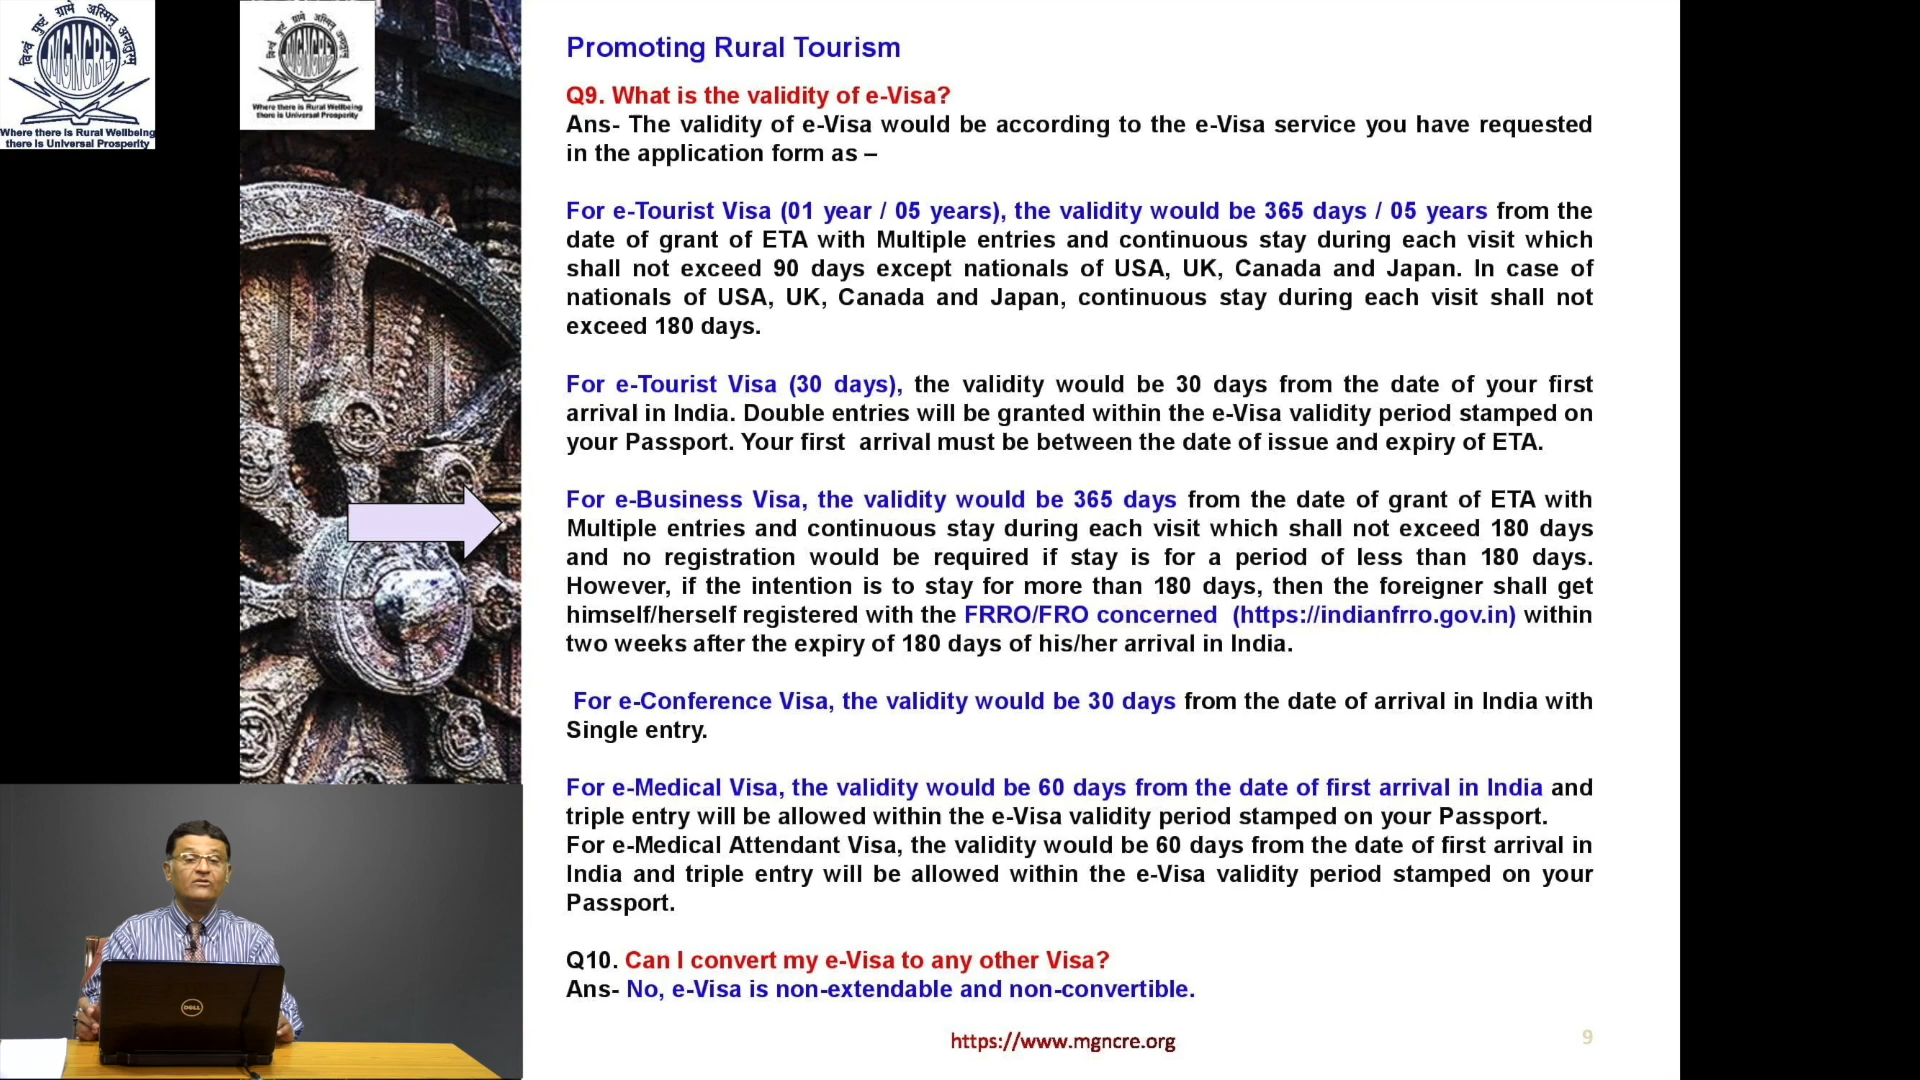 विश्वं पुष्टं ग्रामे अस्मिन् अनातुरम्
MGNCRE
Where there is Rural Wellbeing
there is Universal Prosperity
विश्वं पुष्टं ग्रामे अस्मिन् अनातुरम्
MGNCRE
Where there is Rural Wellbeing
there is Universal Prosperity
Promoting Rural Tourism
Q9. What is the validity of e-Visa?
Ans- The validity of e-Visa would be according to the e-Visa service you have requested
in the application form as –
For e-Tourist Visa (01 year / 05 years), the validity would be 365 days / 05 years from the
date of grant of ETA with Multiple entries and continuous stay during each visit which
shall not exceed 90 days except nationals of USA, UK, Canada and Japan. In case of
nationals of USA, UK, Canada and Japan, continuous stay during each visit shall not
exceed 180 days.
For e-Tourist Visa (30 days), the validity would be 30 days from the date of your first
arrival in India. Double entries will be granted within the e-Visa validity period stamped on
your Passport. Your first arrival must be between the date of issue and expiry of ETA.
For e-Business Visa, the validity would be 365 days from the date of grant of ETA with
Multiple entries and continuous stay during each visit which shall not exceed 180 days
and no registration would be required if stay is for a period of less than 180 days.
However, if the intention is to stay for more than 180 days, then the foreigner shall get
himself/herself registered with the FRRO/FRO concerned (https://indianfrro.gov.in) within
two weeks after the expiry of 180 days of his/her arrival in India.
For e-Conference Visa, the validity would be 30 days from the date of arrival in India with
Single entry.
For e-Medical Visa, the validity would be 60 days from the date of first arrival in India and
triple entry will be allowed within the e-Visa validity period stamped on your Passport.
For e-Medical Attendant Visa, the validity would be 60 days from the date of first arrival in
India and triple entry will be allowed within the e-Visa validity period stamped on your
Passport.
Q10. Can I convert my e-Visa to any other Visa?
Ans- No, e-Visa is non-extendable and non-convertible.
DELL
https://www.mgncre.org
9